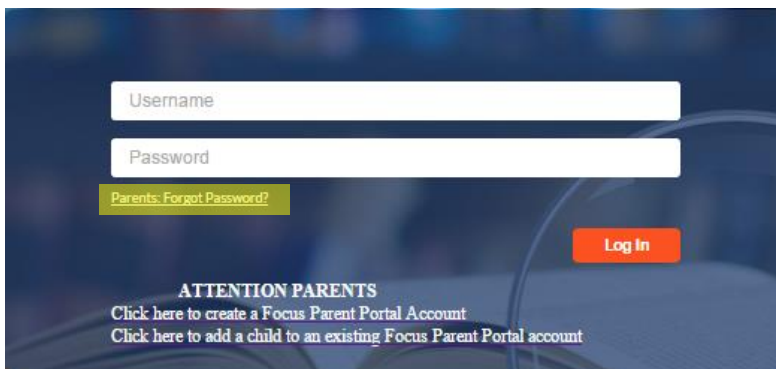 Username
Password
Parents: Forgot Password?
Log In
ATTENTION PARENTS
Click here to create a Focus Parent Portal Account
Click here to add a child to an existing Focus Parent Portal account